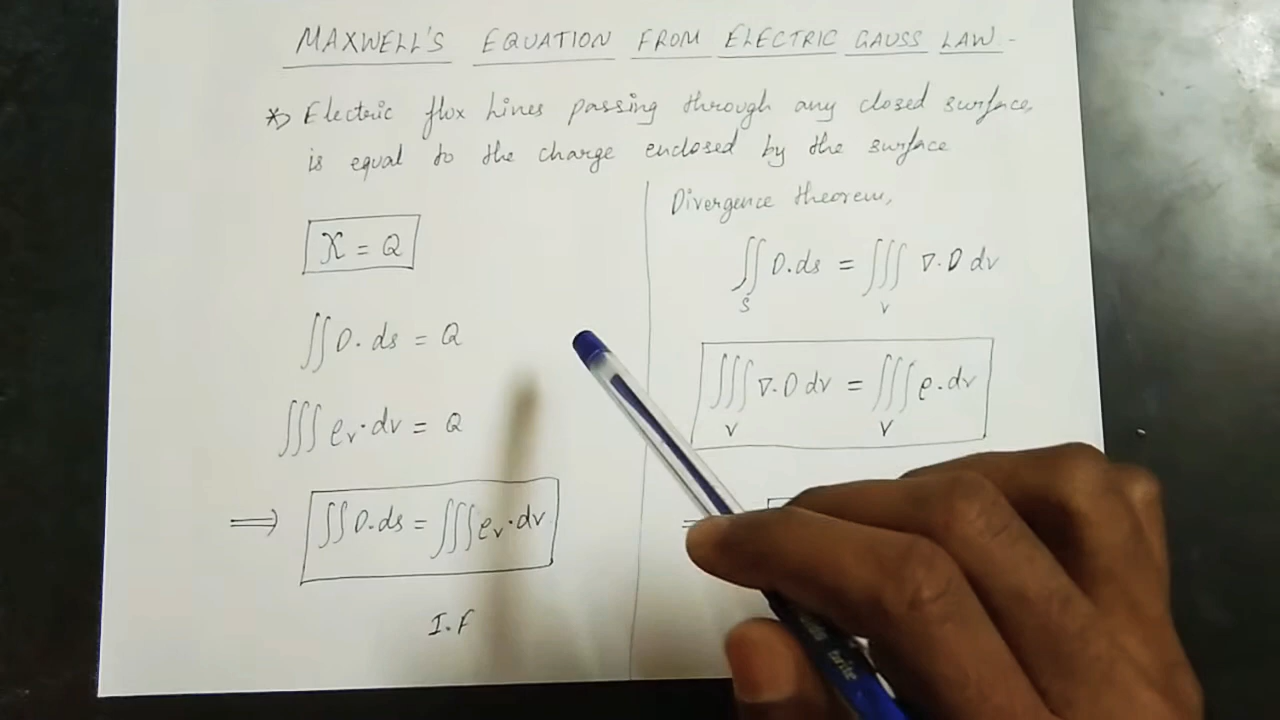 MAXWELL'S EQUATION FROM ELECTRIC GAUSS LAW -
* Electric flux lines passing through any closed surface,
is equal to the charge enclosed by the surface
χ = Q
∬ D. ds = Q
∭ ρv. dv = Q
⟹ ∬ D. ds = ∭ ρv. dv
I.F
Divergence theorem,
∬s D. ds = ∭v ∇. D dv
∭v ∇. D dv = ∭v ρ. dv